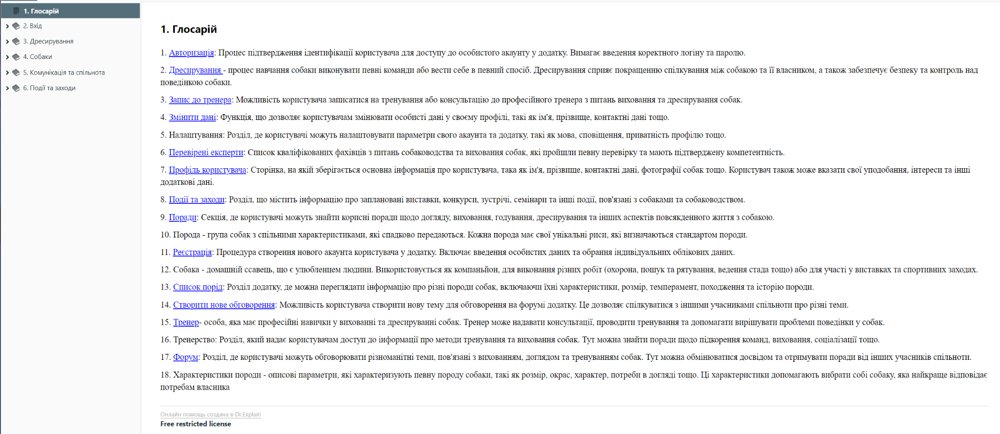 1. Глосарій
2. Вхід
3. Дресирування
4. Собаки
5. Комунікація та спільнота
6. Події та заходи
1. Глосарій
1. Авторизація: Процес підтвердження ідентифікації користувача для доступу до особистого акаунту у додатку. Вимагає введення коректного логіну та паролю.
2. Дресирування - процес навчання собаки виконувати певні команди або вести себе в певний спосіб. Дресирування сприяє покращенню спілкування між собакою та її власником, а також забезпечує безпеку та контроль над
поведінкою собаки.
3. Запис до тренера: Можливість користувача записатися на тренування або консультацію до професійного тренера з питань виховання та дресирування собак.
4. Змінити дані: Функція, що дозволяє користувачам змінювати особисті дані у своєму профілі, такі як ім'я, прізвище, контактні дані тощо.
5. Налаштування: Розділ, де користувачі можуть налаштовувати параметри свого акаунта та додатку, такі як мова, сповіщення, приватність профілю тощо.
6. Перевірені експерти: Список кваліфікованих фахівців з питань собаководства та виховання собак, які пройшли певну перевірку та мають підтверджену компетентність.
7. Профіль користувача: Сторінка, на якій зберігається основна інформація про користувача, така як ім'я, прізвище, контактні дані, фотографії собак тощо. Користувач також може вказати свої уподобання, інтереси та інші
додаткові дані.
8. Події та заходи: Розділ, що містить інформацію про заплановані виставки, конкурси, зустрічі, семінари та інші події, пов'язані з собаками та собаководством.
9. Поради: Секція, де користувачі можуть знайти корисні поради щодо догляду, виховання, годування, дресирування та інших аспектів повсякденного життя з собакою.
10. Порода - група собак з спільними характеристиками, які спадково передаються. Кожна порода має свої унікальні риси, які визначаються стандартом породи.
11. Реєстрація: Процедура створення нового акаунта користувача у додатку. Включає введення особистих даних та обрання індивідуальних облікових даних.
12. Собака - домашній ссавець, що є улюбленцем людини. Використовується як компаньйон, для виконання різних робіт (охорона, пошук та рятування, ведення стада тощо) або для участі у виставках та спортивних заходах.
13. Список порід: Розділ додатку, де можна переглядати інформацію про різні породи собак, включаючи їхні характеристики, розмір, темперамент, походження та історію породи.
14. Створити нове обговорення: Можливість користувача створити нову тему для обговорення на форумі додатку. Це дозволяє спілкуватися з іншими учасниками спільноти про різні теми.
15. Тренер- особа, яка має професійні навички у вихованні та дресируванні собак. Тренер може надавати консультації, проводити тренування та допомагати вирішувати проблеми поведінки у собак.
16. Тренерство: Розділ, який надає користувачам доступ до інформації про методи тренування та виховання собак. Тут можна знайти поради щодо підкорення команд, виховання, соціалізації тощо.
17. Форум: Розділ, де користувачі можуть обговорювати різноманітні теми, пов'язані з вихованням, доглядом та тренуванням собак. Тут можна обмінюватися досвідом та отримувати поради від інших учасників спільноти.
18. Характеристики породи - описові параметри, які характеризують певну породу собаки, такі як розмір, окрас, характер, потреби в догляді тощо. Ці характеристики допомагають вибрати собі собаку, яка найкраще відповідає
потребам власника
Онлайн помощь создана в Dr.Explain
Free restricted license